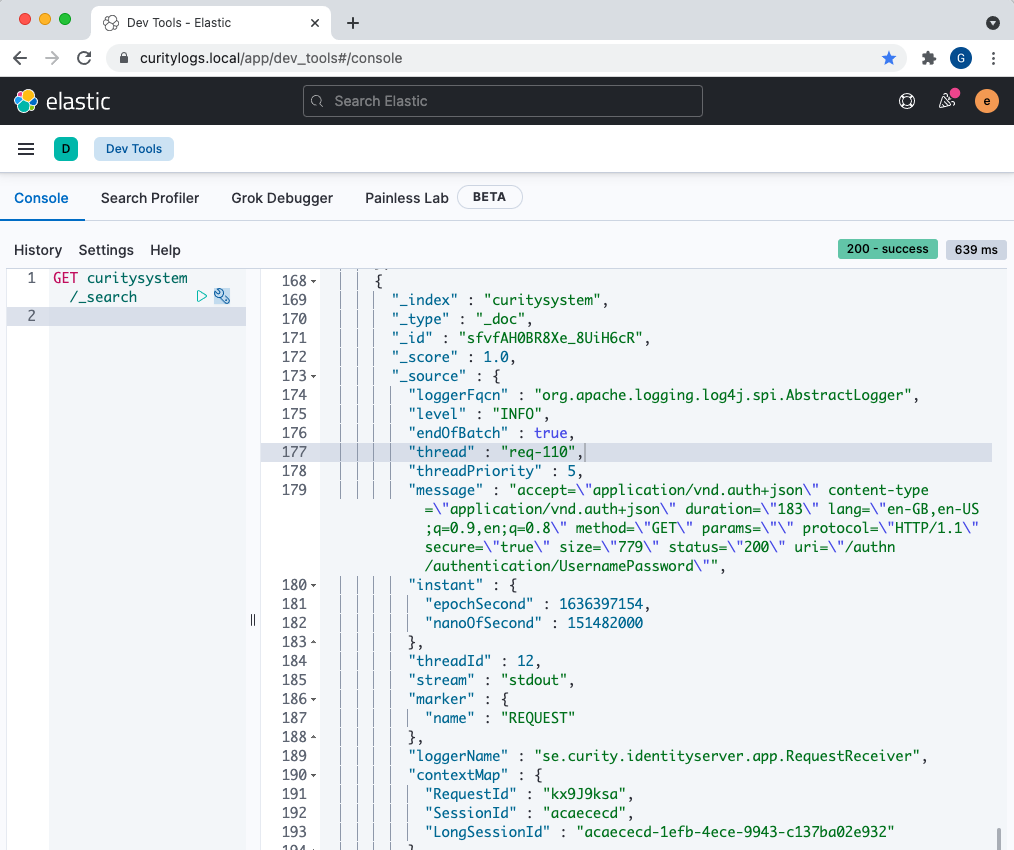 Dev Tools - Elastic
curitylogs.local/app/dev_tools#/console
G
elastic
Search Elastic
e
D
Dev Tools
Console
Search Profiler
Grok Debugger
Painless Lab
BETA
History
Settings
Help
200 - success
639 ms
1 GET curitysystem
/_search
2
168 {
169 "_index" : "curitysystem",
170 "_type" : "_doc",
171 "_id" : "sfvfAH0BR8Xe_8UiH6cR",
172 "_score" : 1.0,
173 "_source" : {
174 "loggerFqcn" : "org.apache.logging.log4j.spi.AbstractLogger",
175 "level" : "INFO",
176 "endOfBatch" : true,
177 "thread" : "req-110",
178 "threadPriority" : 5,
179 "message" : "accept=\"application/vnd.auth+json\" content-type
=\"application/vnd.auth+json\" duration=\"183\" lang=\"en-GB,en-US
;q=0.9,en;q=0.8\" method=\"GET\" params=\"\" protocol=\"HTTP/1.1\"
secure=\"true\" size=\"779\" status=\"200\" uri=\"/authn
/authentication/UsernamePassword\"",
180 "instant" : {
181 "epochSecond" : 1636397154,
182 "nanoOfSecond" : 151482000
183 },
184 "threadId" : 12,
185 "stream" : "stdout",
186 "marker" : {
187 "name" : "REQUEST"
188 },
189 "loggerName" : "se.curity.identityserver.app.RequestReceiver",
190 "contextMap" : {
191 "RequestId" : "kx9J9ksa",
192 "SessionId" : "acaececd",
193 "LongSessionId" : "acaececd-1efb-4ece-9943-c137ba02e932"
194 }